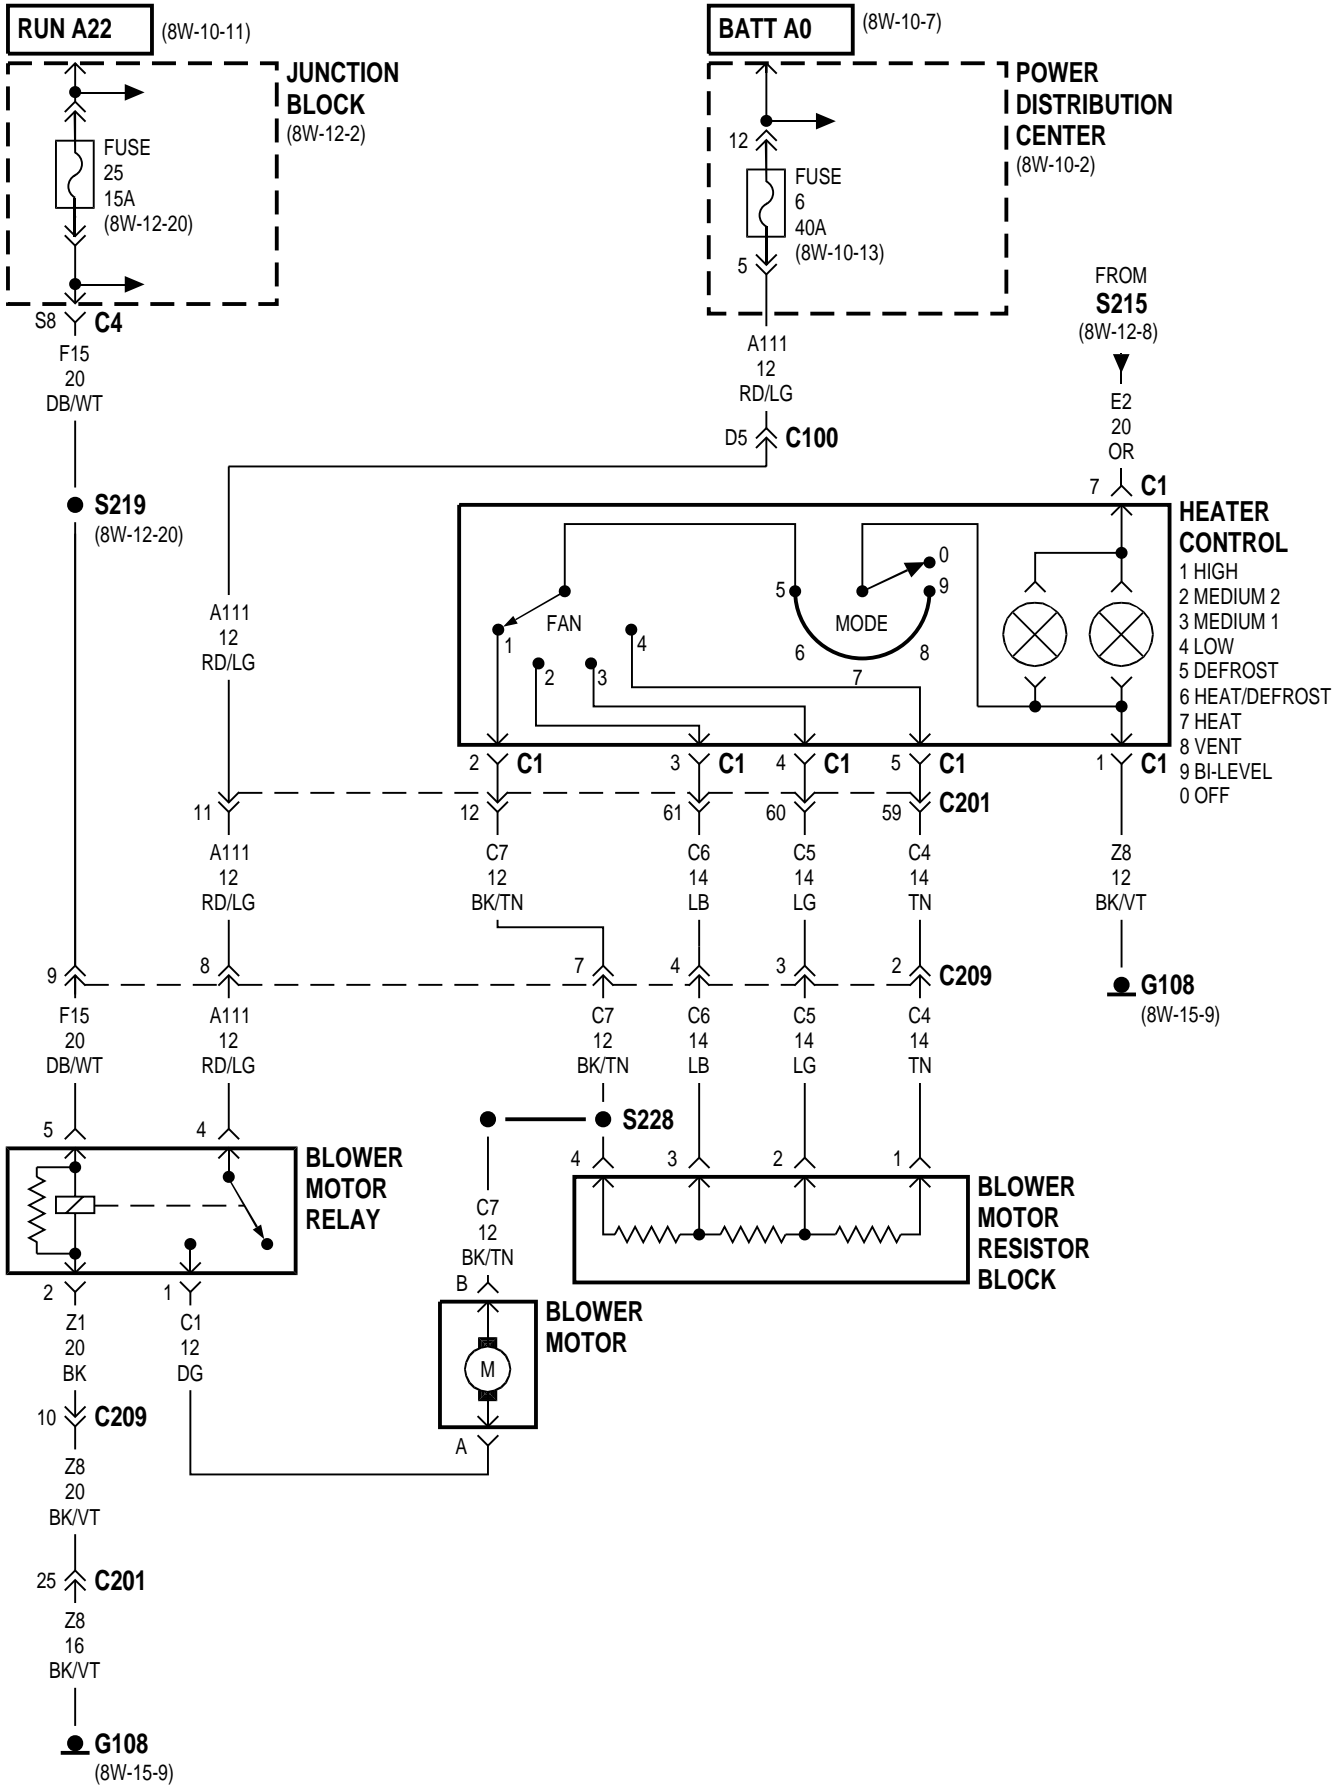 RUN A22
(8W-10-11)
BATT A0
(8W-10-7)
JUNCTION
BLOCK
(8W-12-2)
FUSE
25
15A
(8W-12-20)
S8
C4
F15
20
DB/WT
S219
(8W-12-20)
POWER
DISTRIBUTION
CENTER
(8W-10-2)
12
FUSE
6
40A
(8W-10-13)
5
A111
12
RD/LG
D5
C100
FROM
S215
(8W-12-8)
E2
20
OR
7
C1
HEATER
CONTROL
1 HIGH
2 MEDIUM 2
3 MEDIUM 1
4 LOW
5 DEFROST
6 HEAT/DEFROST
7 HEAT
8 VENT
9 BI-LEVEL
0 OFF
FAN
1
2
3
4
MODE
5
6
7
8
9
0
A111
12
RD/LG
2
C1
3
C1
4
C1
5
C1
1
C1
11
12
61
60
59
C201
A111
12
RD/LG
C7
12
BK/TN
C6
14
LB
C5
14
LG
C4
14
TN
Z8
12
BK/VT
9
8
7
4
3
2
C209
G108
(8W-15-9)
F15
20
DB/WT
A111
12
RD/LG
C7
12
BK/TN
C6
14
LB
C5
14
LG
C4
14
TN
S228
5
4
BLOWER
MOTOR
RELAY
4
3
2
1
BLOWER
MOTOR
RESISTOR
BLOCK
C7
12
BK/TN
B
BLOWER
MOTOR
M
A
2
1
Z1
20
BK
C1
12
DG
10
C209
Z8
20
BK/VT
25
C201
Z8
16
BK/VT
G108
(8W-15-9)